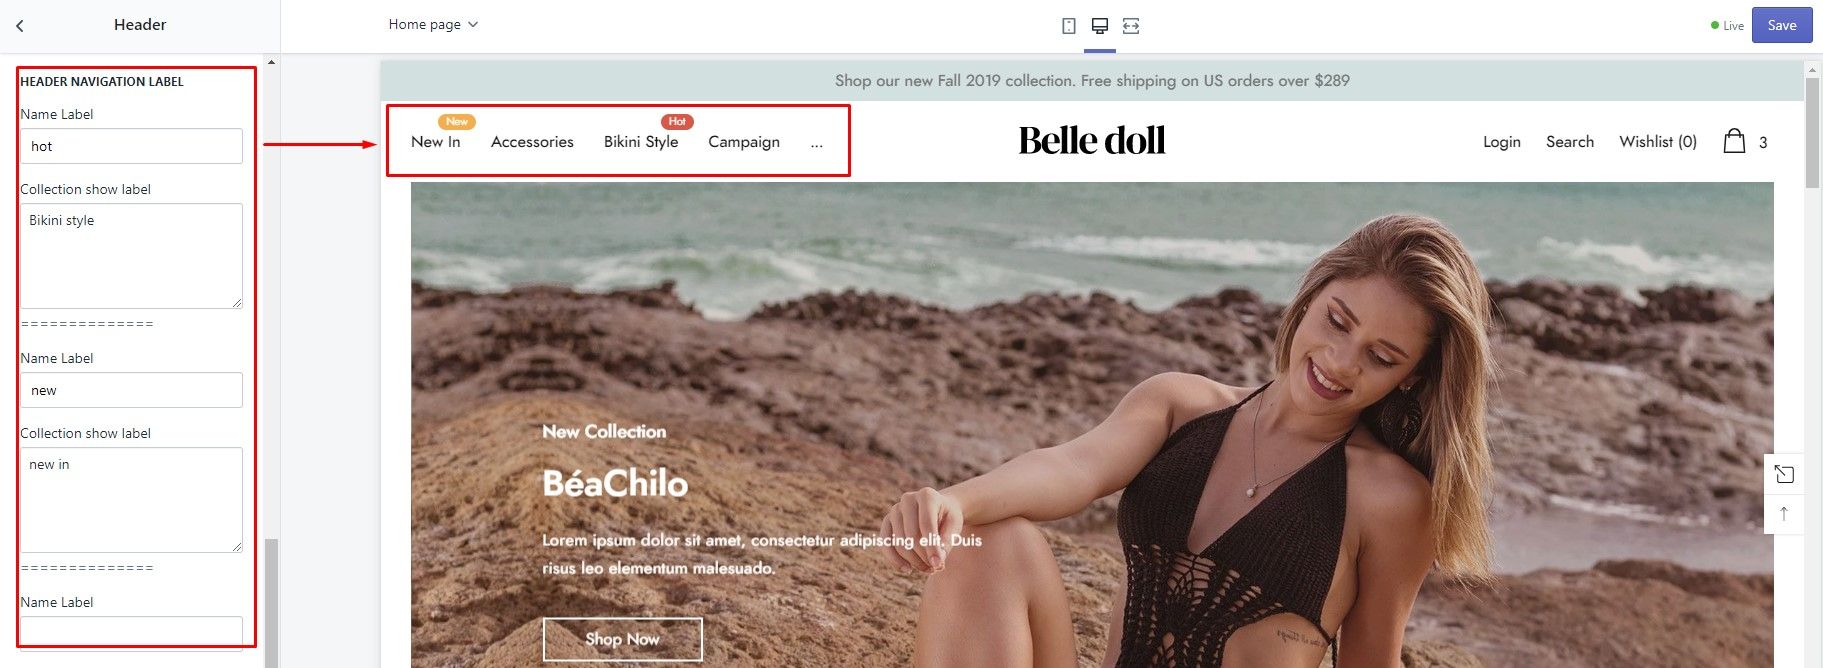 Header
Home page
Live
Save
HEADER NAVIGATION LABEL
Name Label
hot
Collection show label
Bikini style
==============
Name Label
new
Collection show label
new in
==============
Name Label
Shop our new Fall 2019 collection. Free shipping on US orders over $289
New
Hot
New In
Accessories
Bikini Style
Campaign
...
Belle doll
Login
Search
Wishlist (0)
3
New Collection
BéaChilo
Lorem ipsum dolor sit amet, consectetur adipiscing elit. Duis
risus leo elementum malesuado.
Shop Now